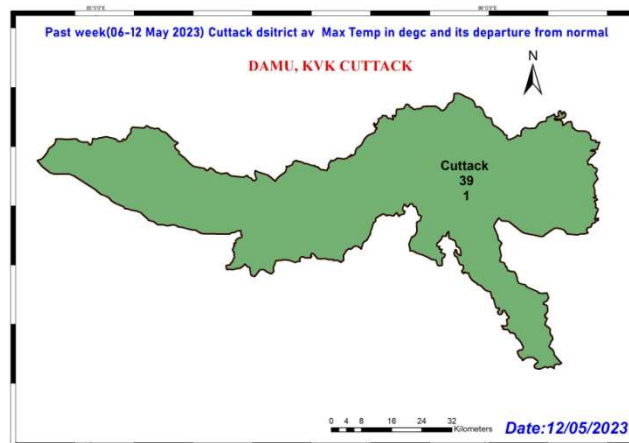 Past week(06-12 May 2023) Cuttack dsitrict av Max Temp in degc and its departure from normal
DAMU, KVK CUTTACK
N
Cuttack
39
1
0 4 8 16 24 32
Kilometers
Date:12/05/2023